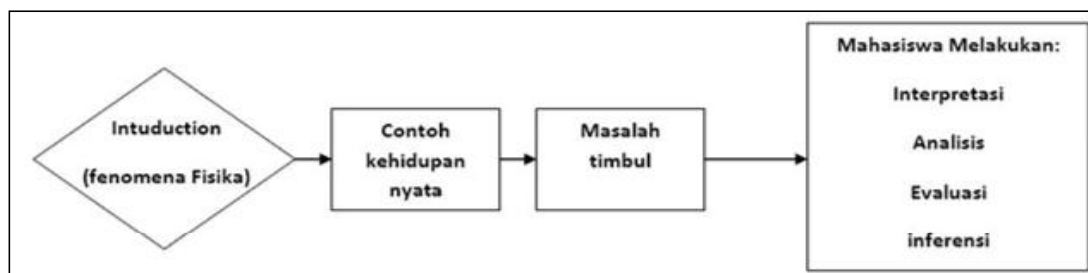 Intuduction
(fenomena Fisika)
Contoh
kehidupan
nyata
Masalah
timbul
Mahasiswa Melakukan:
Interpretasi
Analisis
Evaluasi
inferensi